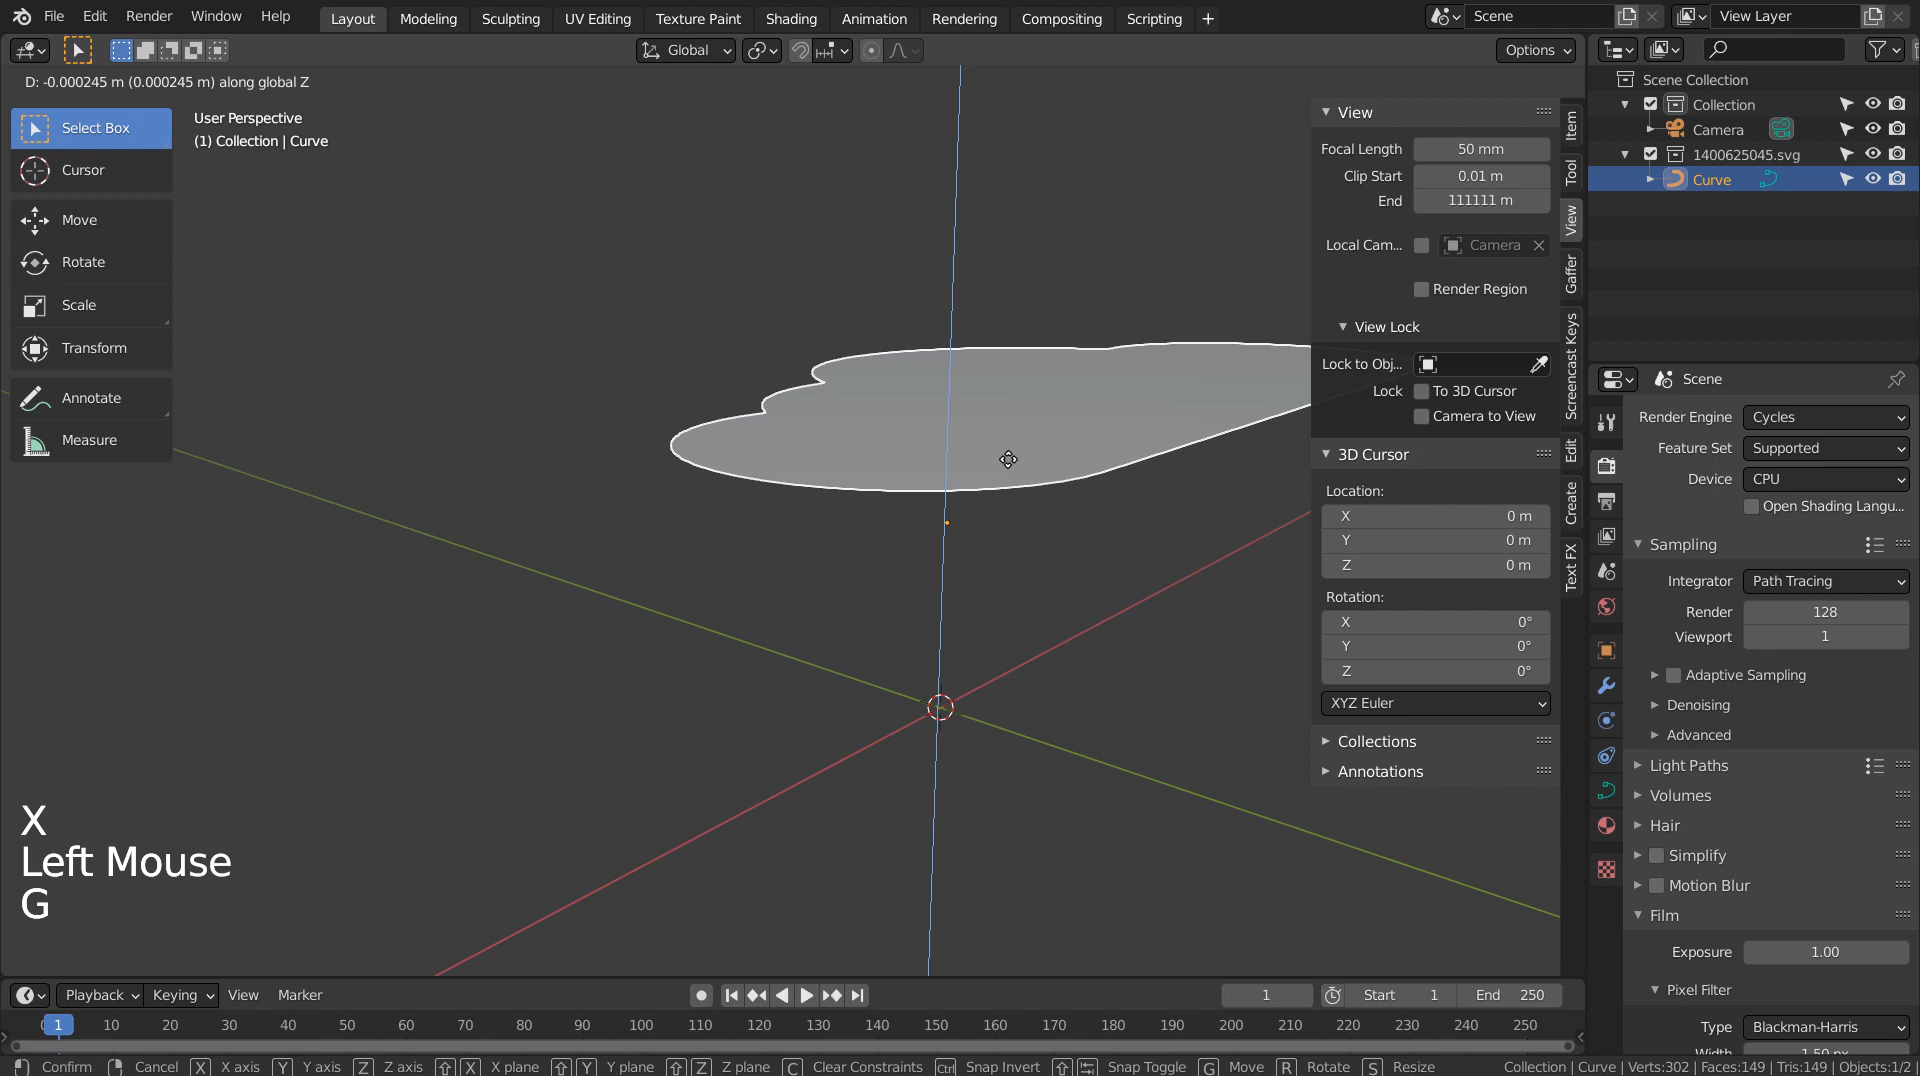 File Edit Render Window Help Layout Modeling Sculpting UV Editing Texture Paint Shading Animation Rendering Compositing Scripting + Scene View Layer
Global Options
D: -0.000245 m (0.000245 m) along global Z
User Perspective
(1) Collection | Curve
Select Box
Cursor
Move
Rotate
Scale
Transform
Annotate
Measure
X
Left Mouse
G
View
Focal Length 50 mm
Clip Start 0.01 m
End 111111 m
Local Cam... Camera
Render Region
View Lock
Lock to Obj...
Lock To 3D Cursor
Camera to View
3D Cursor
Location:
X 0 m
Y 0 m
Z 0 m
Rotation:
X 0°
Y 0°
Z 0°
XYZ Euler
Collections
Annotations
Item
Tool
View
Gaffer
Screencast Keys
Edit
Create
Text FX
Scene Collection
Collection
Camera
1400625045.svg
Curve
Scene
Render Engine Cycles
Feature Set Supported
Device CPU
Open Shading Langu...
Sampling
Integrator Path Tracing
Render 128
Viewport 1
Adaptive Sampling
Denoising
Advanced
Light Paths
Volumes
Hair
Simplify
Motion Blur
Film
Exposure 1.00
Pixel Filter
Type Blackman-Harris
Width 1.50 px
Playback Keying View Marker 1 Start 1 End 250
1 10 20 30 40 50 60 70 80 90 100 110 120 130 140 150 160 170 180 190 200 210 220 230 240 250
Confirm Cancel X X axis Y Y axis Z Z axis X X plane Y Y plane Z Z plane C Clear Constraints Ctrl Snap Invert Snap Toggle G Move R Rotate S Resize Collection | Curve | Verts:302 | Faces:149 | Tris:149 | Objects:1/2